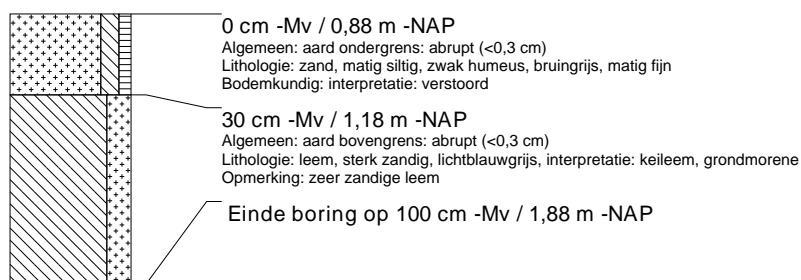 0 cm -Mv / 0,88 m -NAP
Algemeen: aard ondergrens: abrupt (<0,3 cm)
Lithologie: zand, matig siltig, zwak humeus, bruingrijs, matig fijn
Bodemkundig: interpretatie: verstoord
30 cm -Mv / 1,18 m -NAP
Algemeen: aard bovengrens: abrupt (<0,3 cm)
Lithologie: leem, sterk zandig, lichtblauwgrijs, interpretatie: keileem, grondmorene
Opmerking: zeer zandige leem
Einde boring op 100 cm -Mv / 1,88 m -NAP